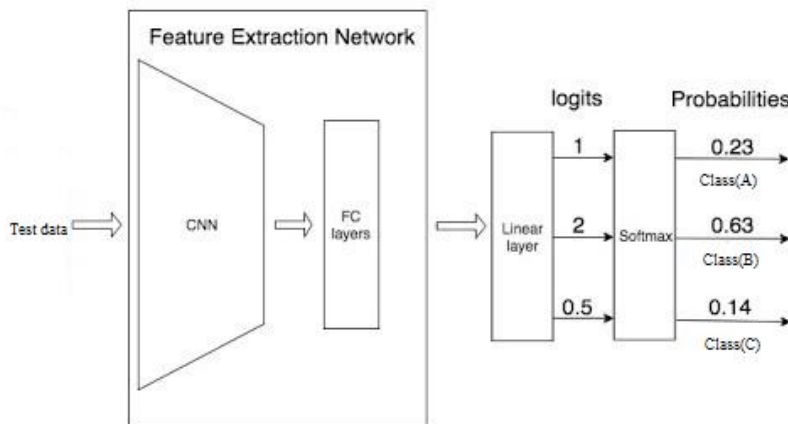 Feature Extraction Network
logits
Probabilities
1
0.23
Class(A)
Test data
CNN
FC
layers
Linear
layer
2
Softmax
0.63
Class(B)
0.5
0.14
Class(C)